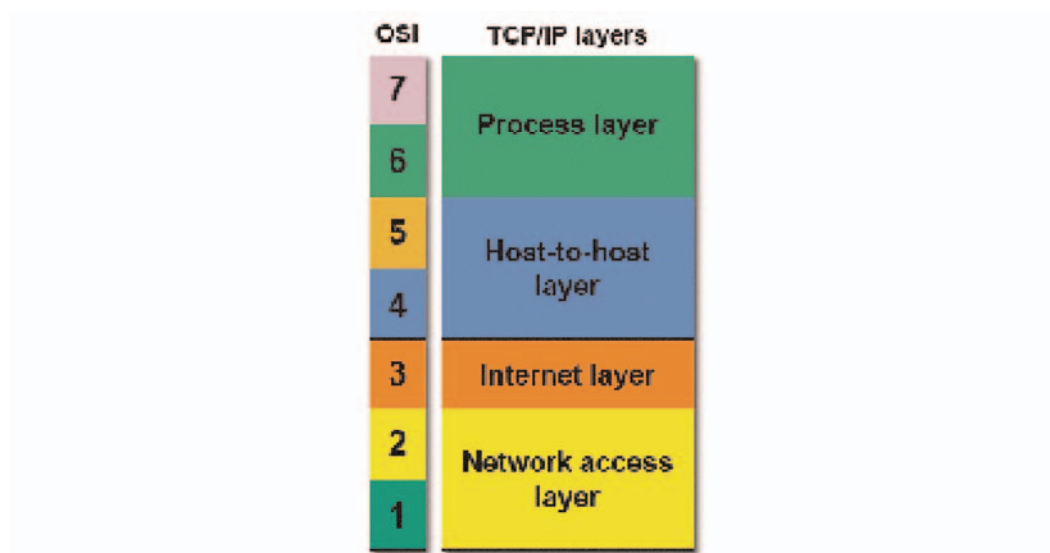 OSI TCP/IP layers
7
Process layer
6
5
Host-to-host
layer
4
3 Internet layer
2
Network access
layer
1